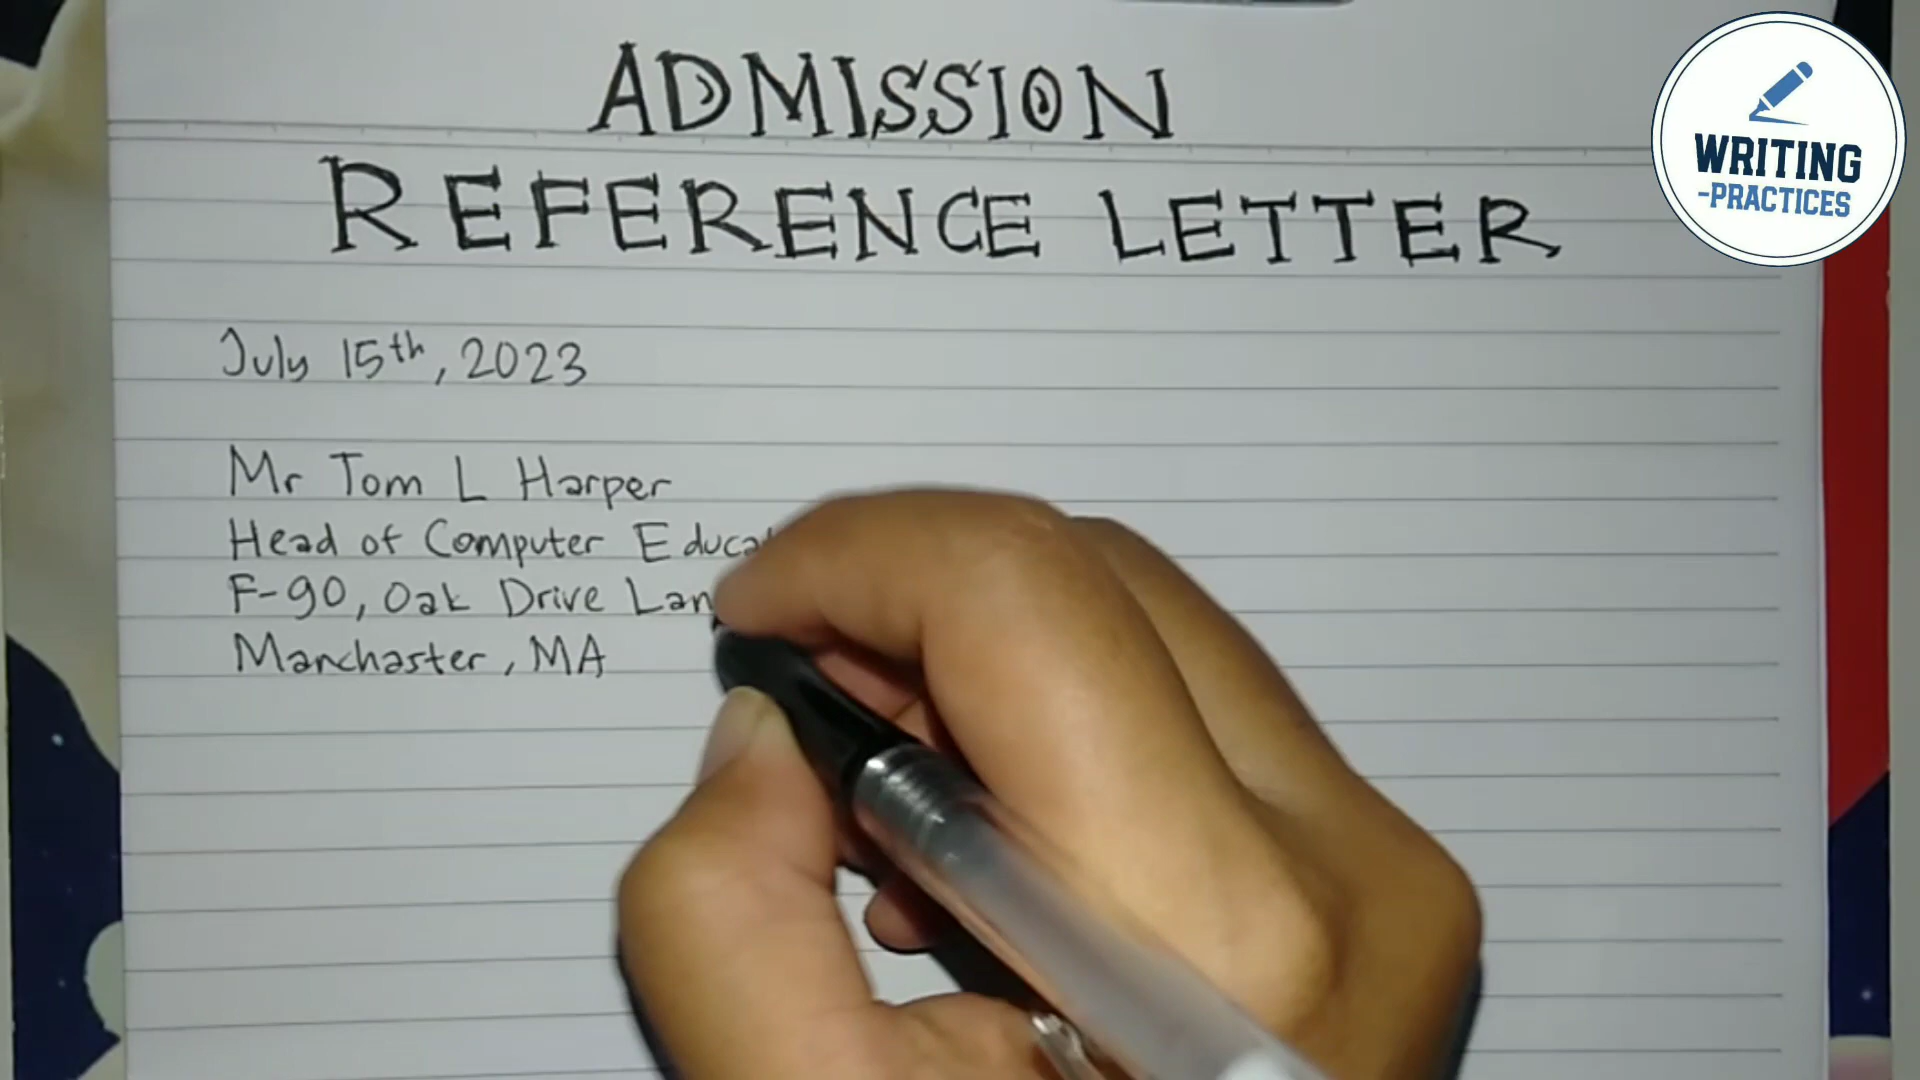 ADMISSION
REFERENCE LETTER
WRITING
-PRACTICES
July 15th, 2023
Mr Tom L Harper
Head of Computer
F-90, Oak Drive
Manchaster, MA